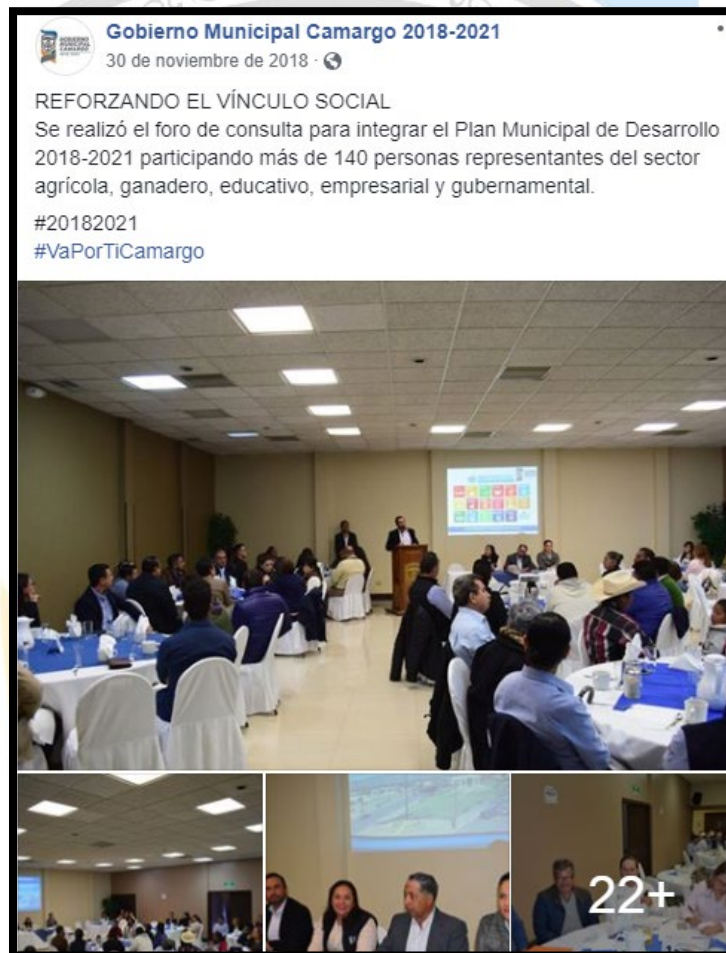 Gobierno Municipal Camargo 2018-2021
30 de noviembre de 2018 ·
REFORZANDO EL VÍNCULO SOCIAL
Se realizó el foro de consulta para integrar el Plan Municipal de Desarrollo
2018-2021 participando más de 140 personas representantes del sector
agrícola, ganadero, educativo, empresarial y gubernamental.
#20182021
#VaPorTiCamargo
22+